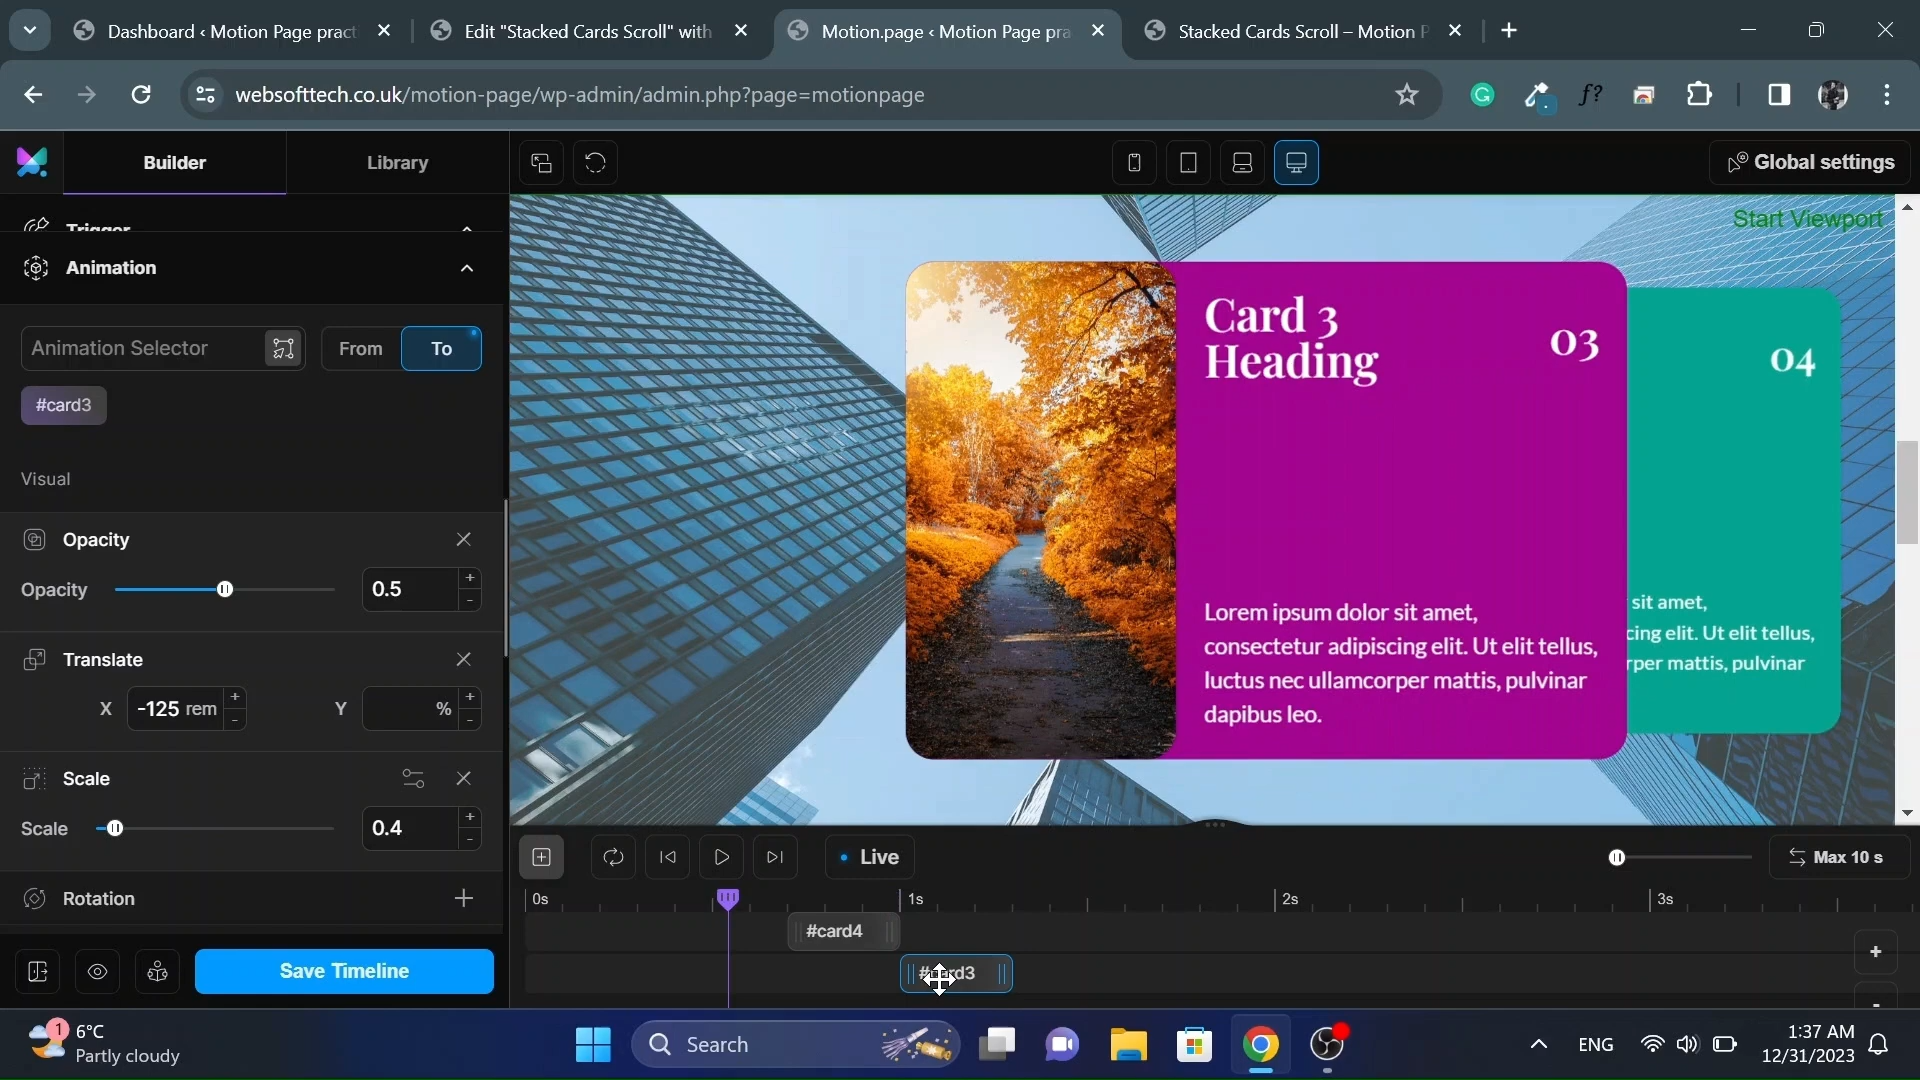 Dashboard ‹ Motion Page pract
Edit "Stacked Cards Scroll" with
Motion.page ‹ Motion Page pra
Stacked Cards Scroll – Motion P
websofttech.co.uk/motion-page/wp-admin/admin.php?page=motionpage
Builder
Library
Global settings
Trigger
Animation
Animation Selector
From
To
#card3
Visual
Opacity
Opacity
0.5
Translate
X
-125 rem
Y
%
Scale
Scale
0.4
Rotation
Save Timeline
Start Viewport
Card 3
Heading
03
04
Lorem ipsum dolor sit amet,
consectetur adipiscing elit. Ut elit tellus,
luctus nec ullamcorper mattis, pulvinar
dapibus leo.
sit amet,
cing elit. Ut elit tellus,
rper mattis, pulvinar
Live
Max 10 s
0s
1s
2s
3s
#card4
1
6°C
Partly cloudy
Search
ENG
1:37 AM
12/31/2023